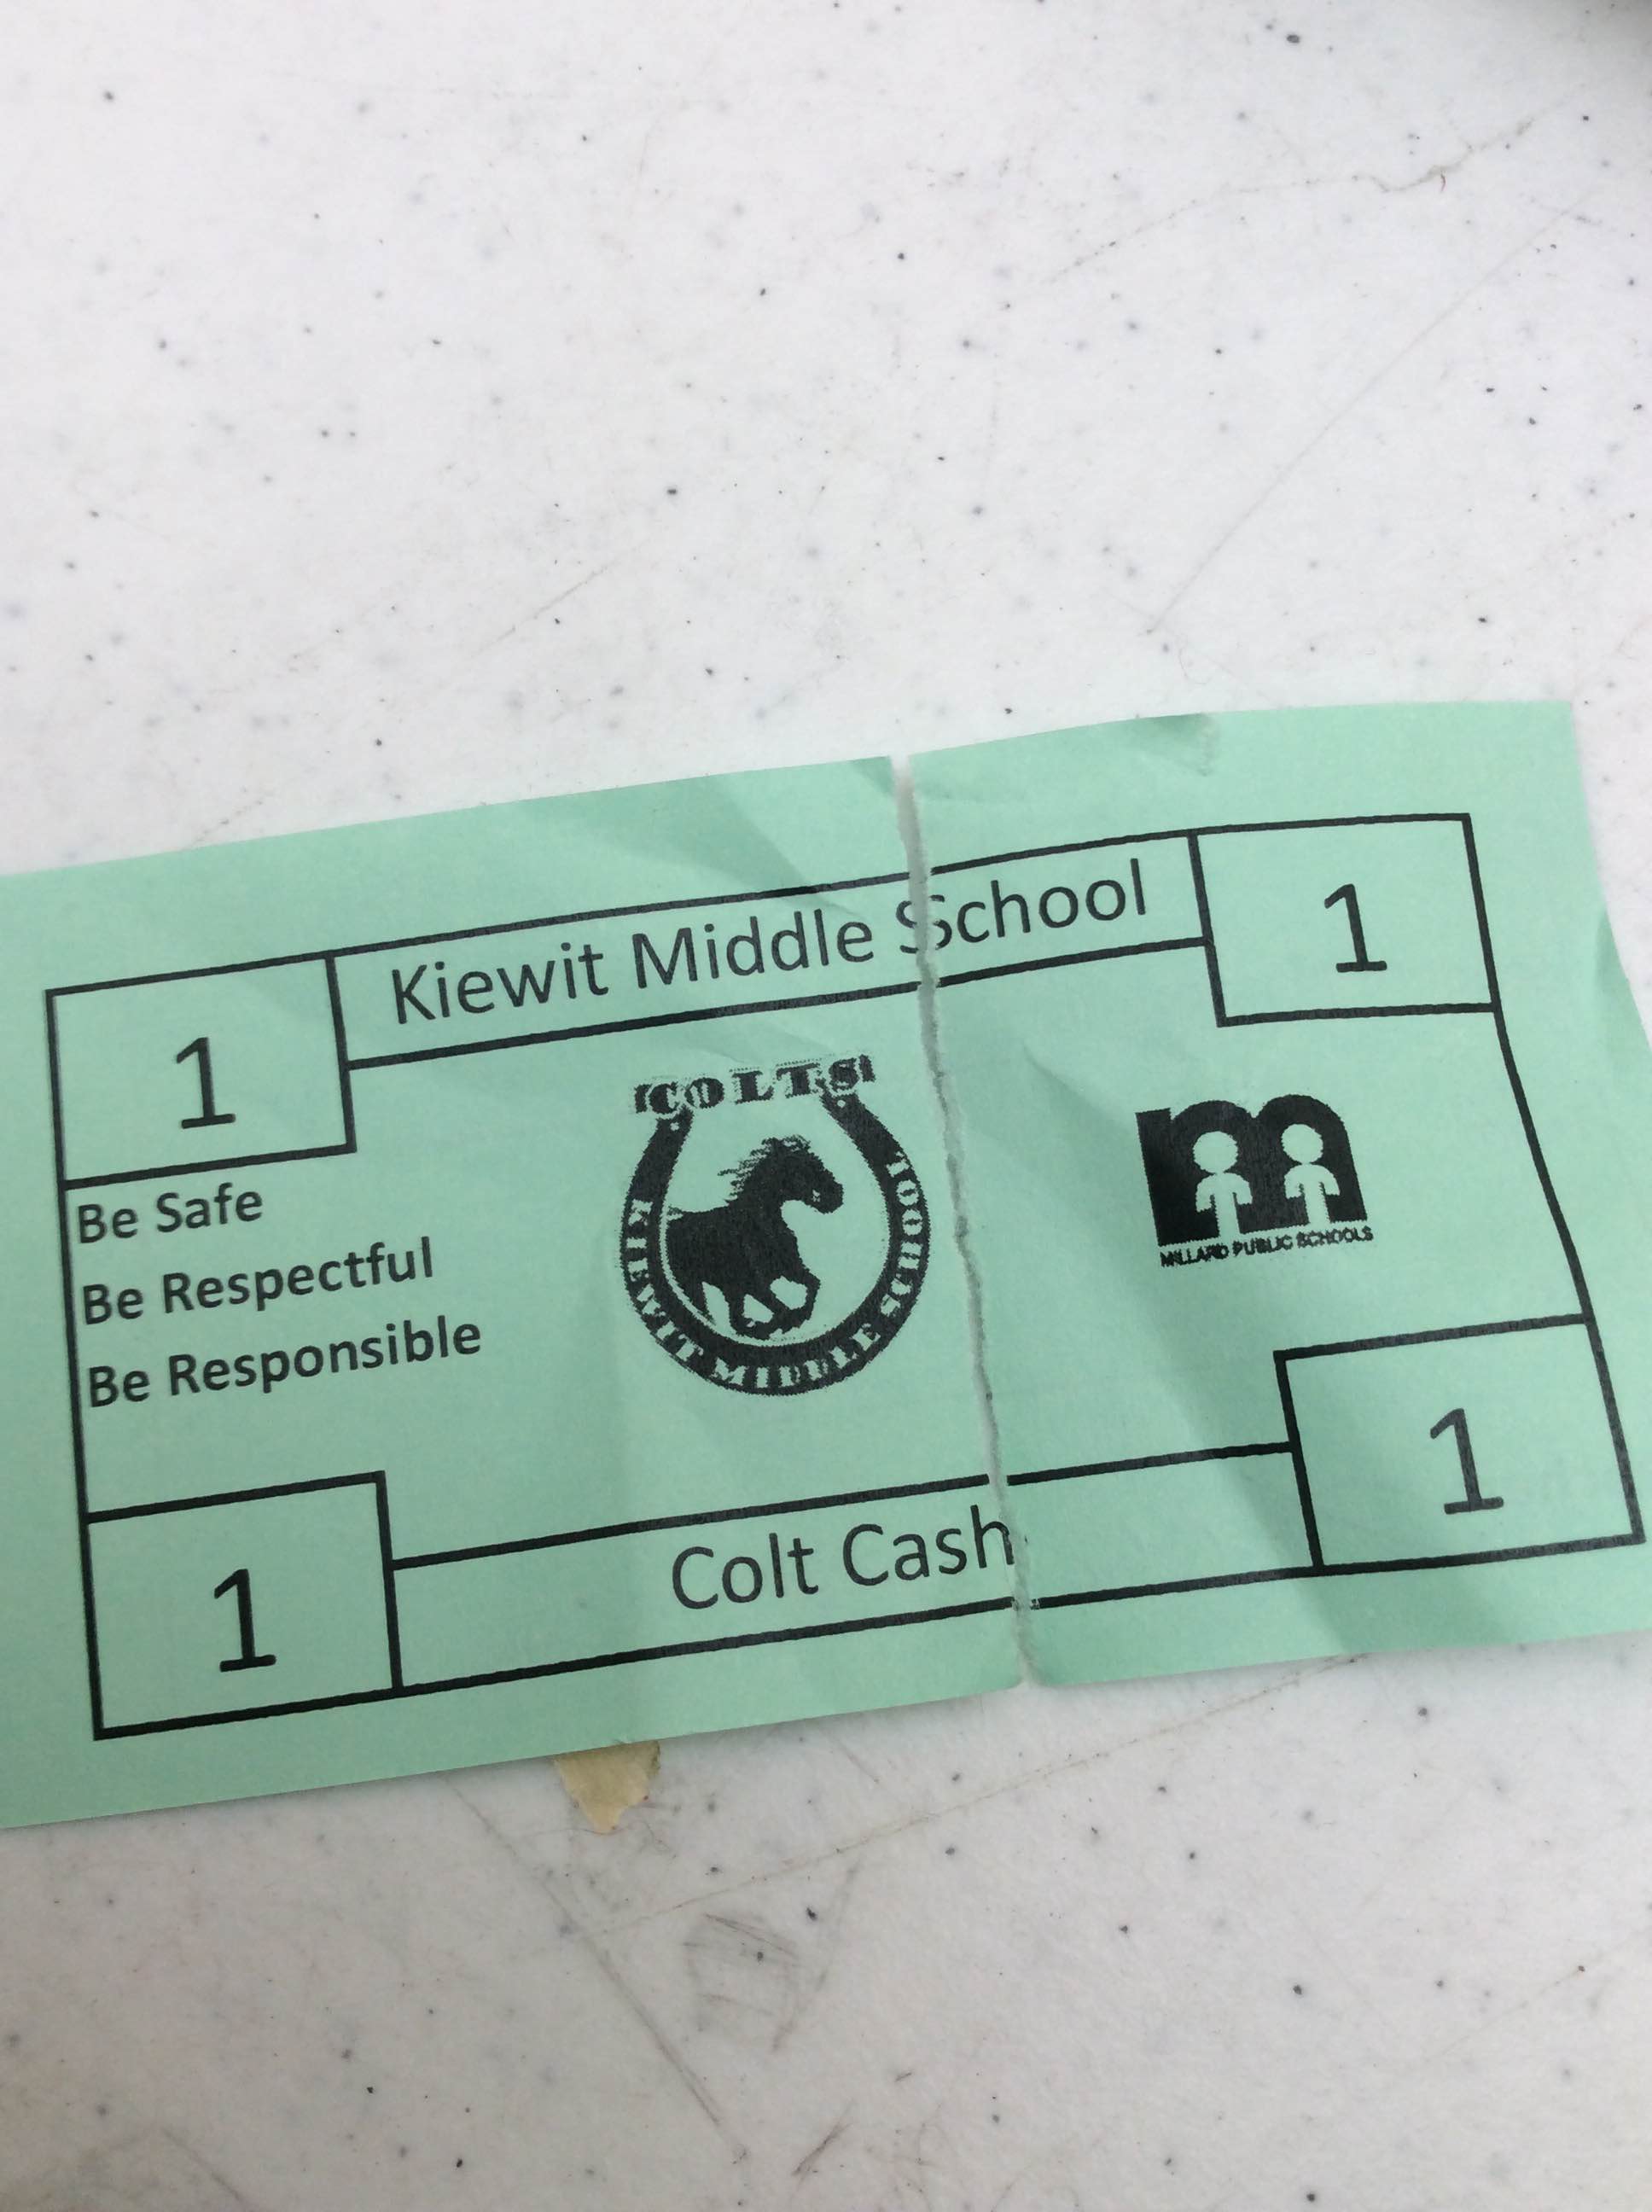 1
Kiewit Middle School
1
COLTS
KIEWIT MIDDLE SCHOOL
MILLARD PUBLIC SCHOOLS
Be Safe
Be Respectful
Be Responsible
1
Colt Cash
1